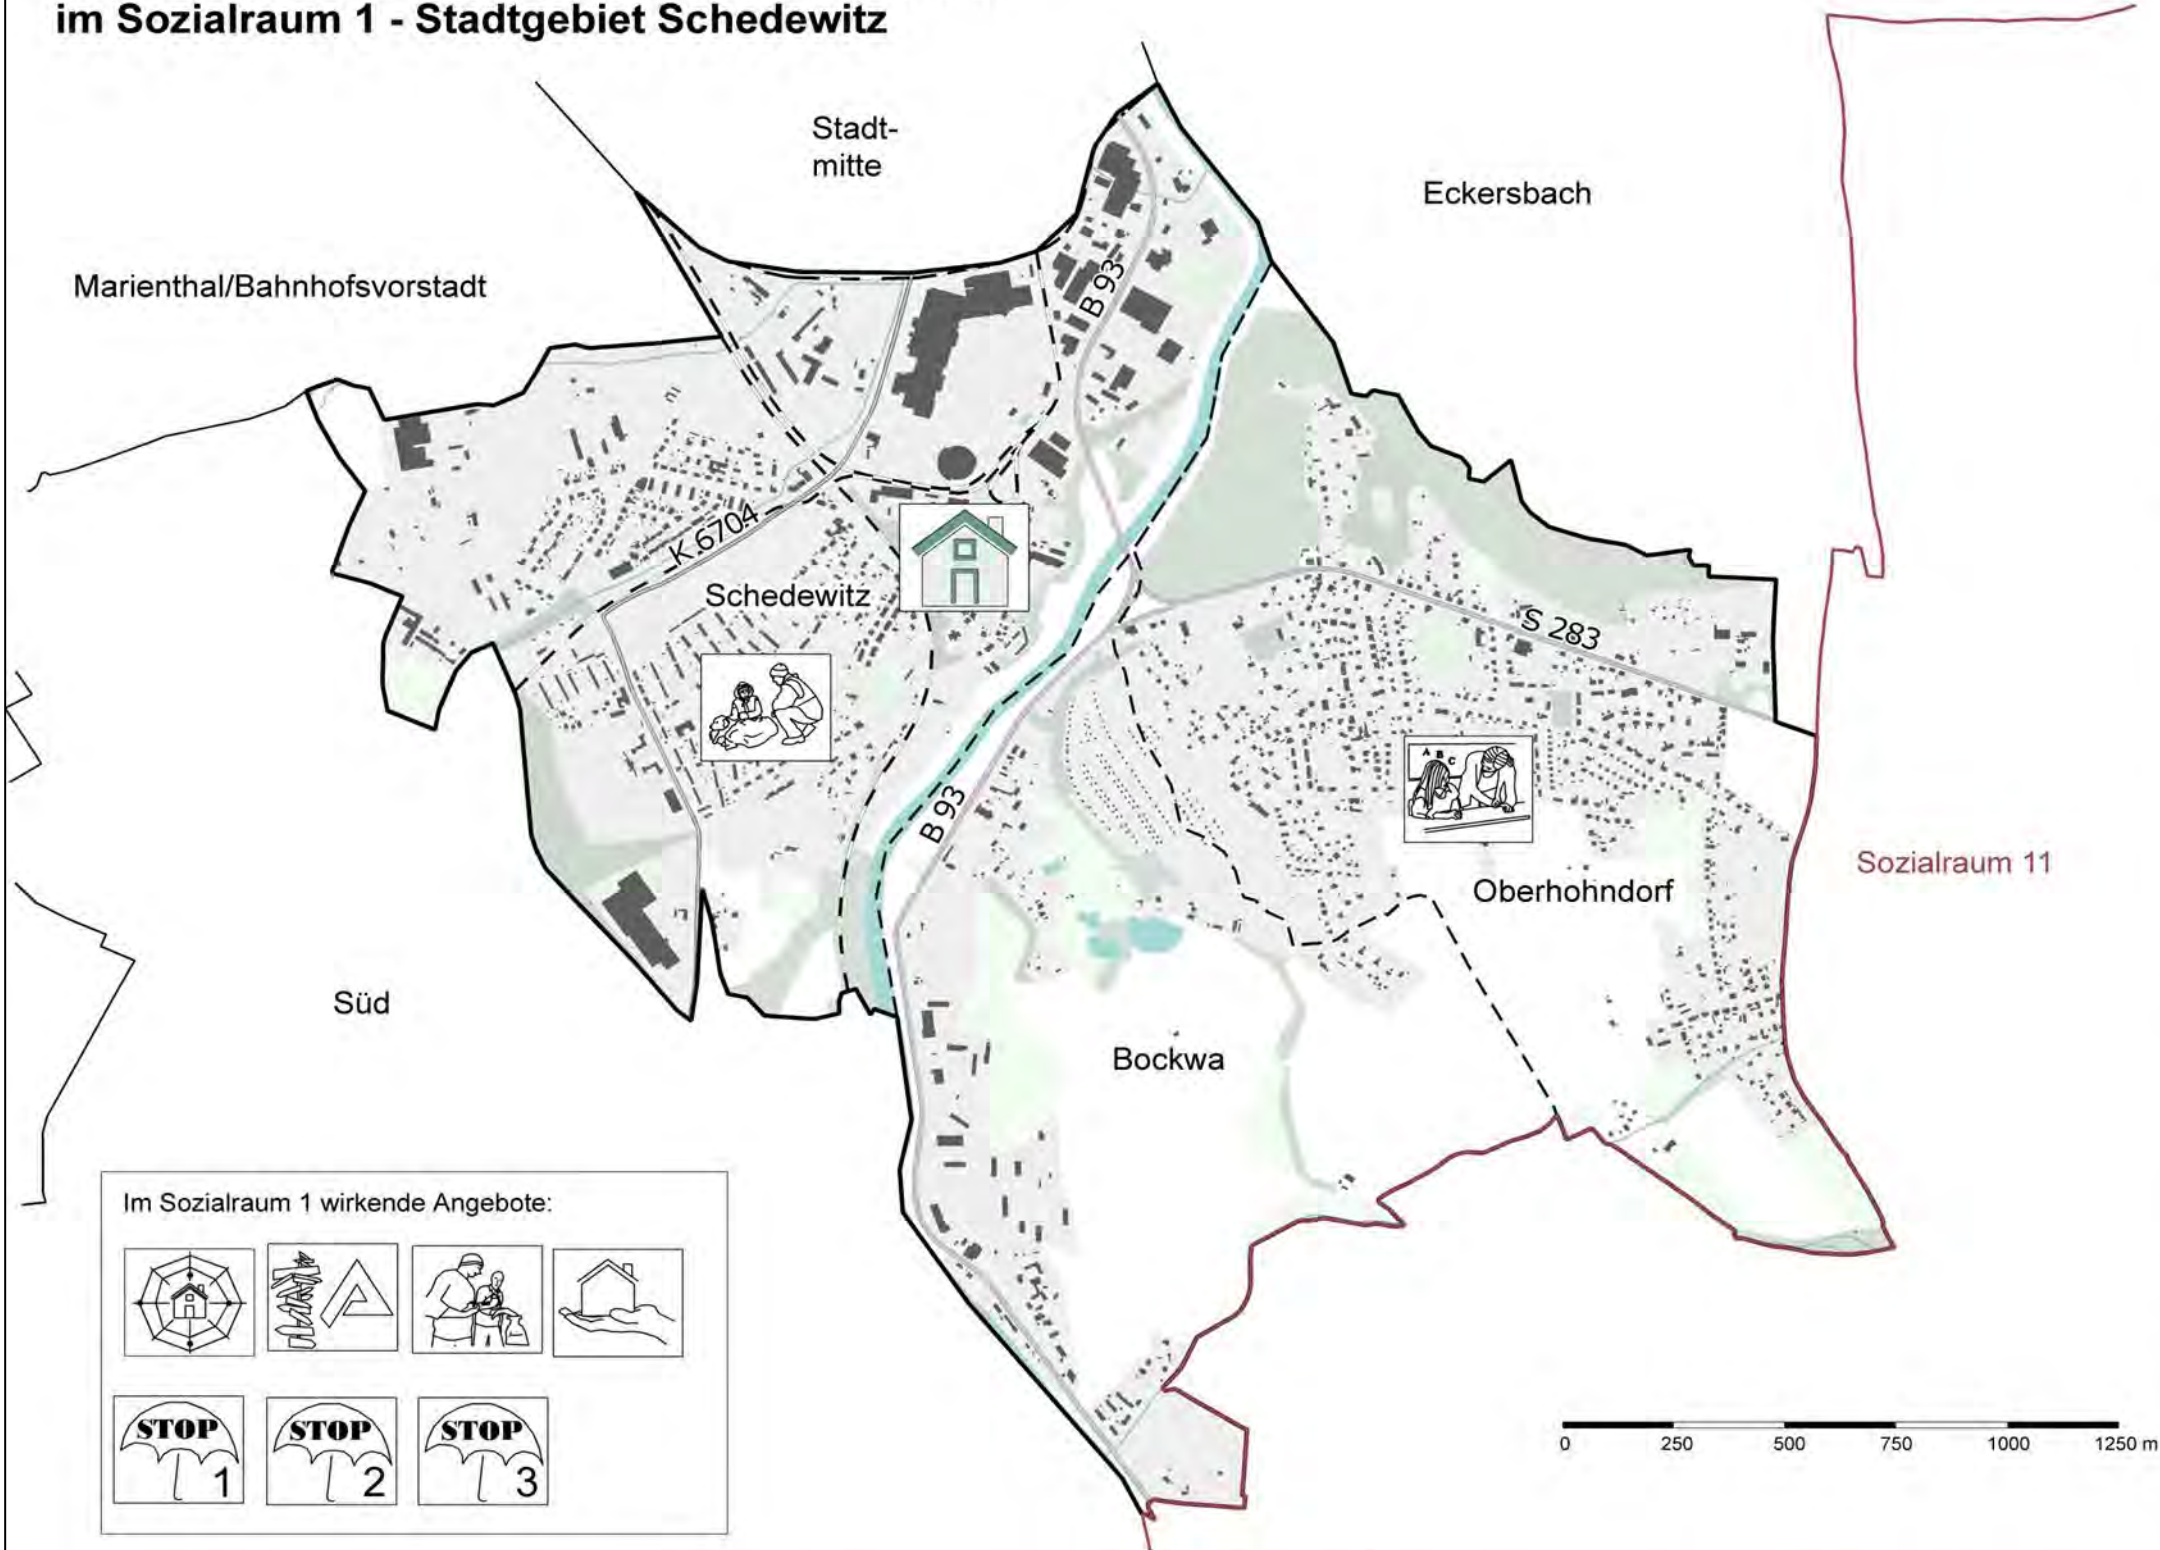 im Sozialraum 1 - Stadtgebiet Schedewitz
Stadt-
mitte
Eckersbach
Marienthal/Bahnhofsvorstadt
B 93
K 6704
Schedewitz
S 283
A B C
B 93
Sozialraum 11
Oberhohndorf
Süd
Bockwa
Im Sozialraum 1 wirkende Angebote:
STOP 1
STOP 2
STOP 3
0 250 500 750 1000 1250 m